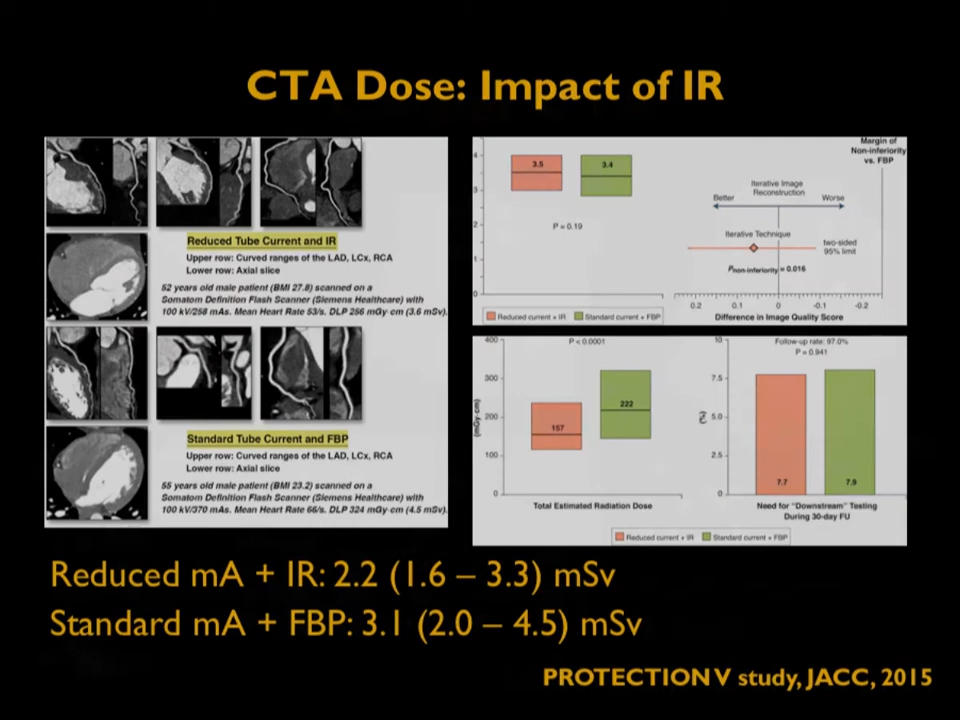 CTA Dose: Impact of IR
Reduced Tube Current and IR
Upper row: Curved ranges of the LAD, LCx, RCA
Lower row: Axial slice
52 years old male patient (BMI 27.8) scanned on a
Somatom Definition Flash Scanner (Siemens Healthcare) with
100 kV/258 mAs. Mean Heart Rate 53/s. DLP 256 mGy·cm (3.6 mSv).
Standard Tube Current and FBP
Upper row: Curved ranges of the LAD, LCx, RCA
Lower row: Axial slice
55 years old male patient (BMI 23.2) scanned on a
Somatom Definition Flash Scanner (Siemens Healthcare) with
100 kV/370 mAs. Mean Heart Rate 66/s. DLP 324 mGy·cm (4.5 mSv).
4
3
2
1
0
3.5
3.4
P = 0.19
Reduced current + IR
Standard current + FBP
Margin of
Non-inferiority
vs. FBP
Iterative Image
Reconstruction
Better
Worse
Iterative Technique
two-sided
95% limit
Pnon-inferiority = 0.016
0.2 0.1 0 -0.1 -0.2
Difference in Image Quality Score
P < 0.0001
400
300
200
100
0
(mGy·cm)
157
222
Total Estimated Radiation Dose
Follow-up rate: 97.0%
P = 0.941
10
7.5
5.0
2.5
0
(%)
7.7
7.9
Need for "Downstream" Testing
During 30-day FU
Reduced current + IR
Standard current + FBP
Reduced mA + IR: 2.2 (1.6 – 3.3) mSv
Standard mA + FBP: 3.1 (2.0 – 4.5) mSv
PROTECTION V study, JACC, 2015